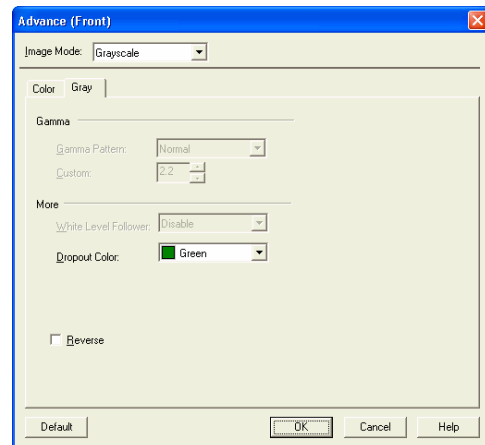 Advance (Front)
Image Mode: Grayscale
Color Gray
Gamma
Gamma Pattern: Normal
Custom: 2.2
More
White Level Follower: Disable
Dropout Color: Green
Reverse
Default OK Cancel Help